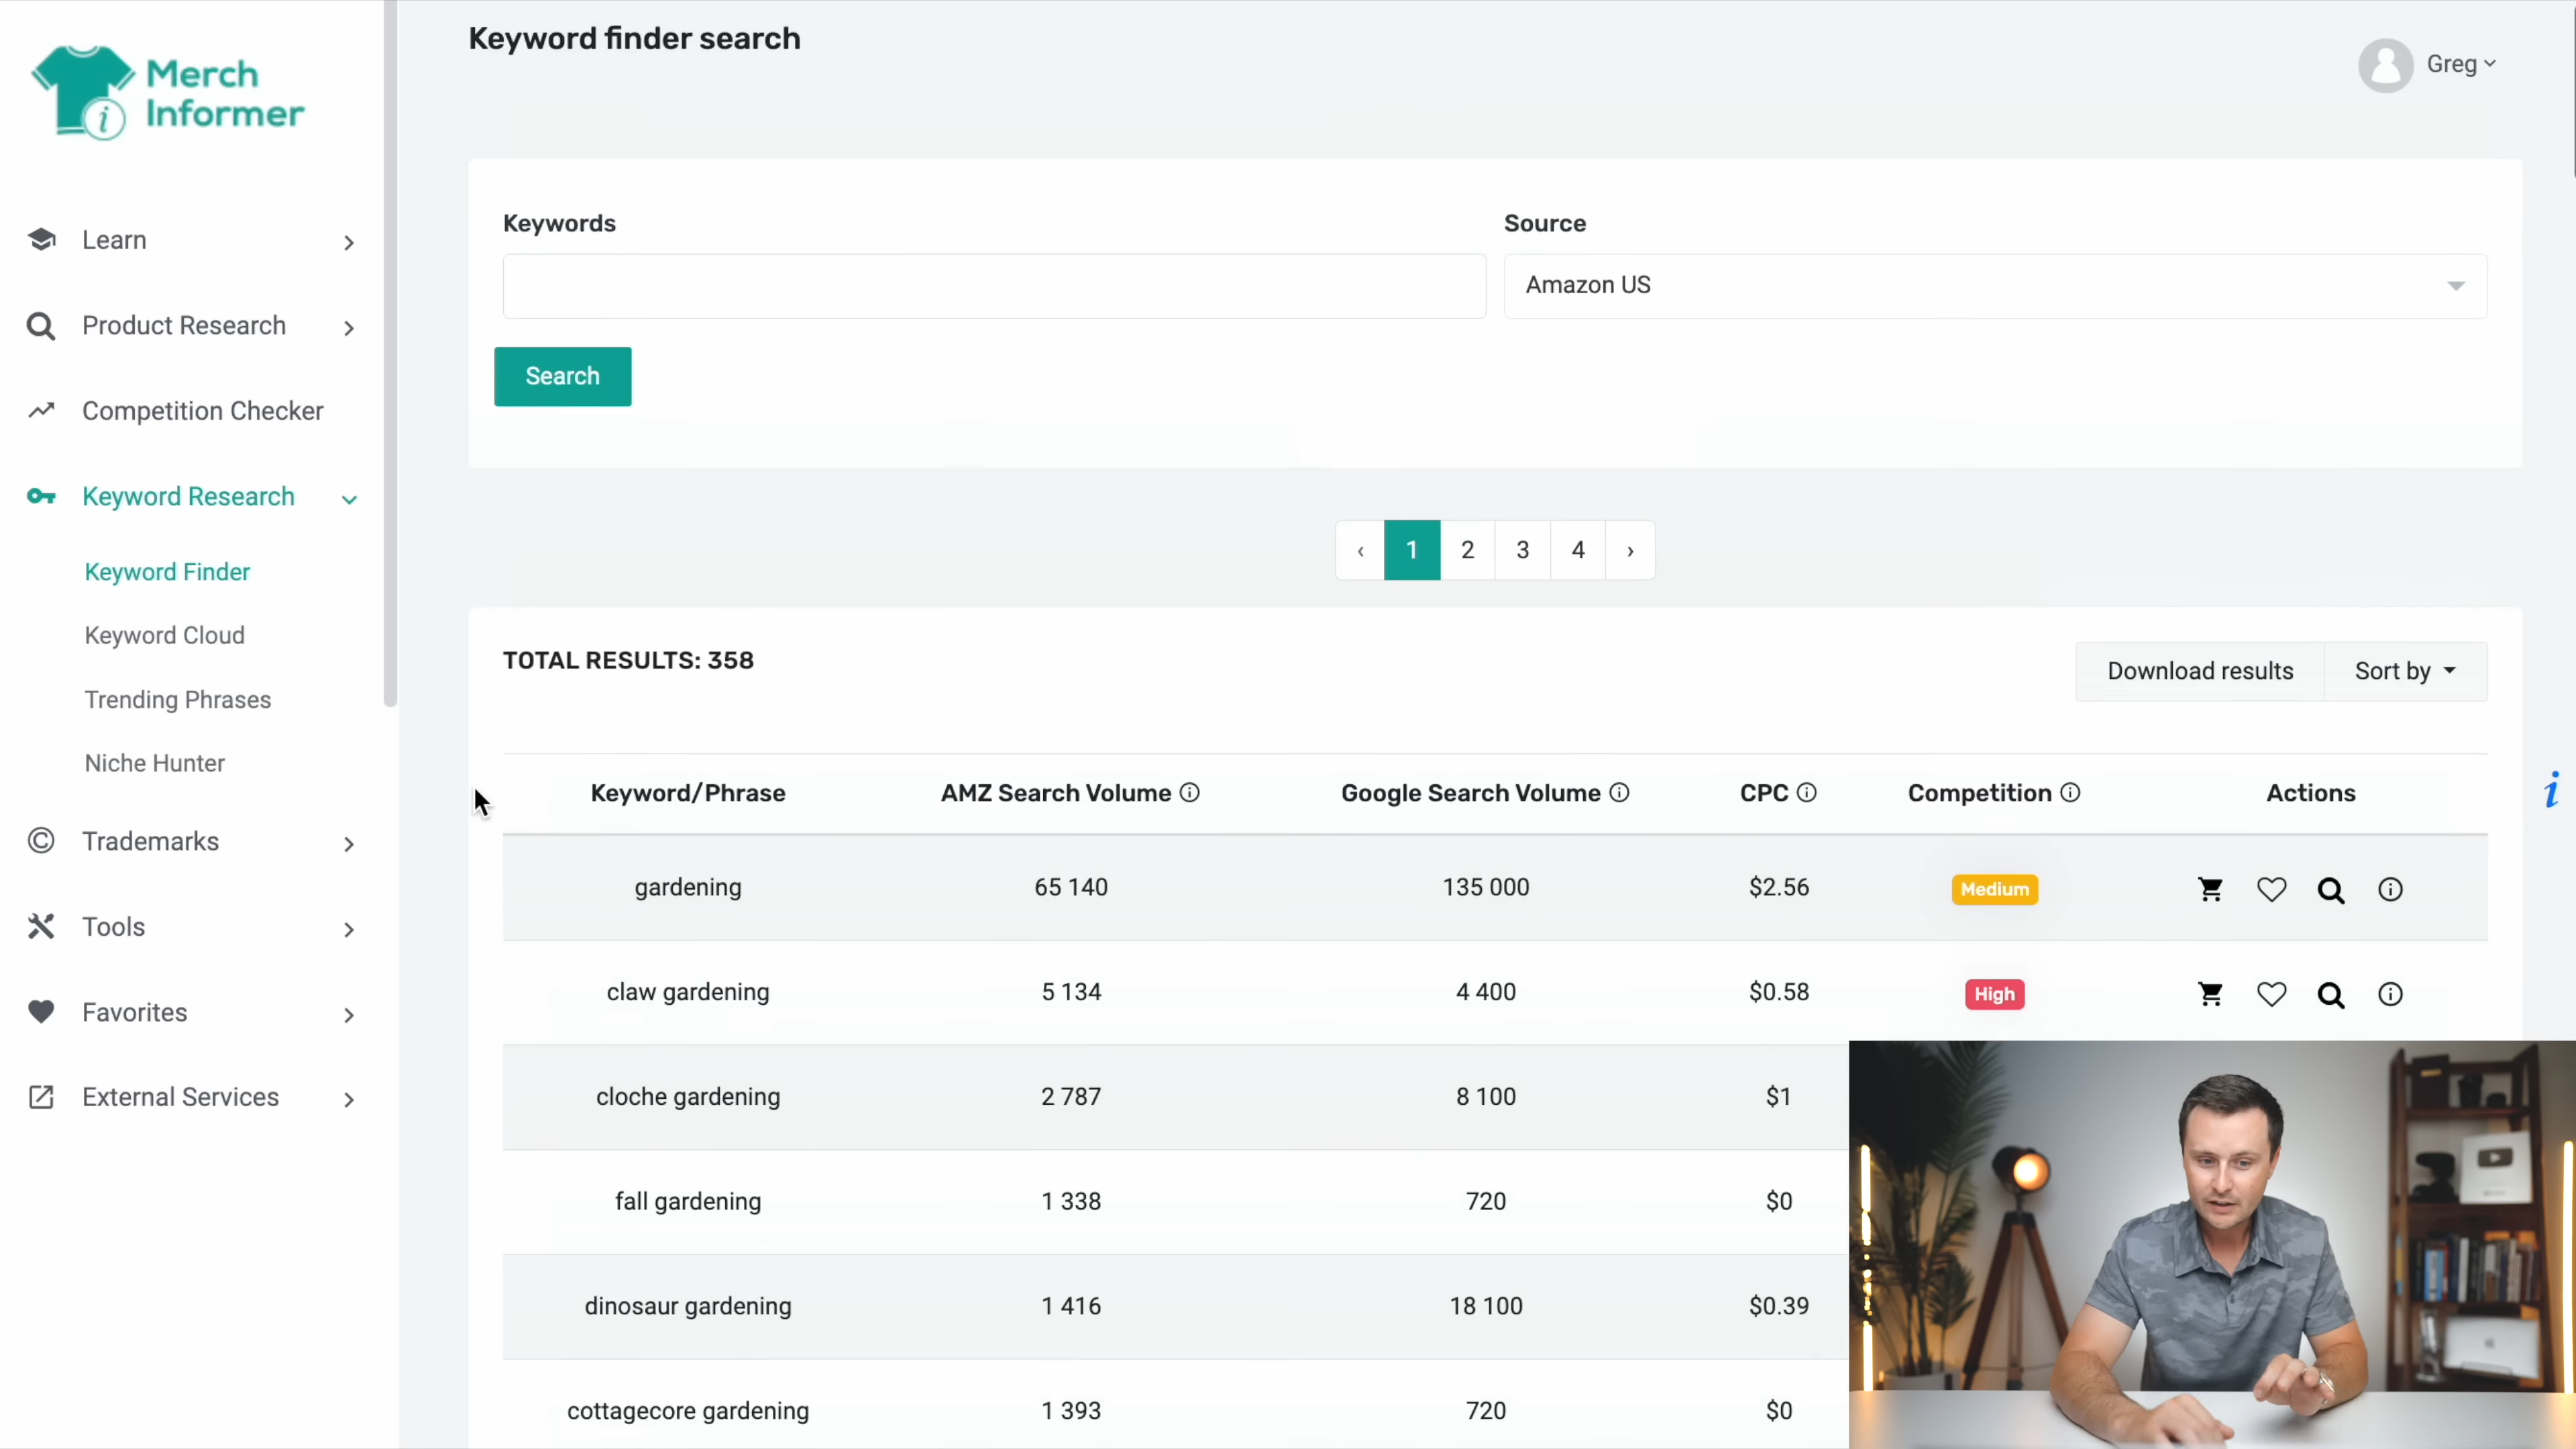 Merch
Informer
Learn
Product Research
Competition Checker
Keyword Research
Keyword Finder
Keyword Cloud
Trending Phrases
Niche Hunter
Trademarks
Tools
Favorites
External Services
Keyword finder search
Greg
Keywords
Source
Amazon US
Search
‹ 1 2 3 4 ›
TOTAL RESULTS: 358
Download results
Sort by
Keyword/Phrase AMZ Search Volume Google Search Volume CPC Competition Actions
gardening 65 140 135 000 $2.56 Medium
claw gardening 5 134 4 400 $0.58 High
cloche gardening 2 787 8 100 $1
fall gardening 1 338 720 $0
dinosaur gardening 1 416 18 100 $0.39
cottagecore gardening 1 393 720 $0